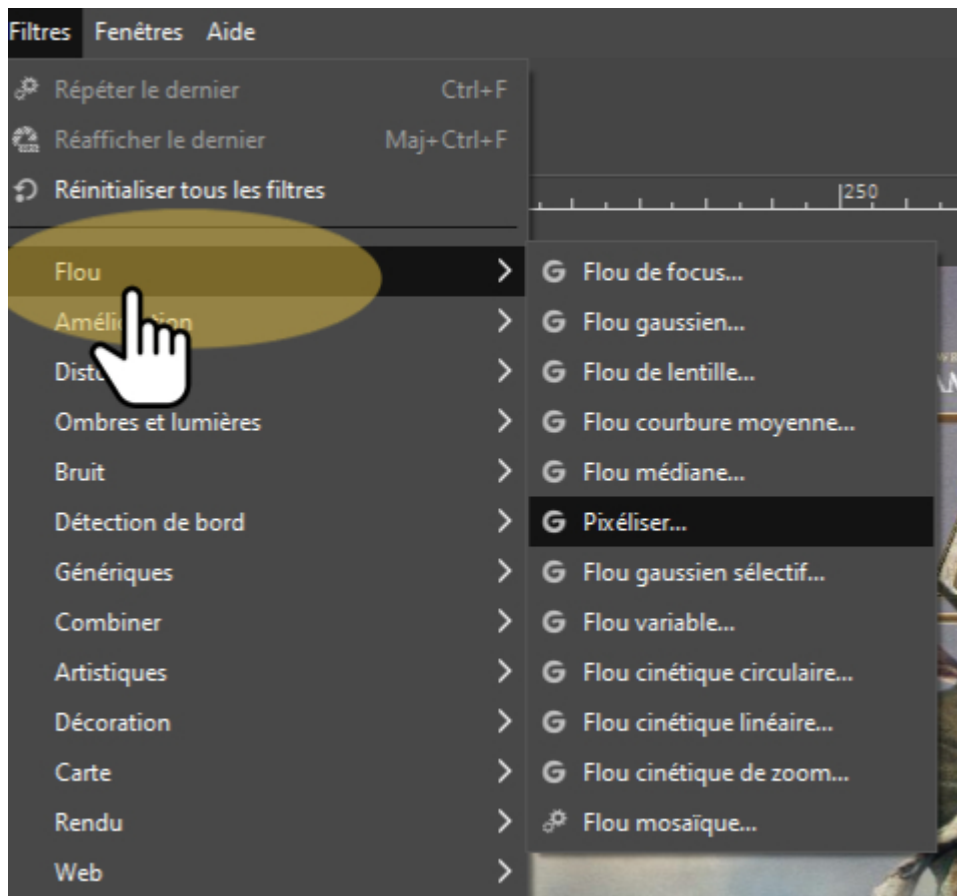 Filtres Fenêtres Aide
Répéter le dernier Ctrl+F
Réafficher le dernier Maj+Ctrl+F
Réinitialiser tous les filtres
250
Flou
Flou de focus...
Flou gaussien...
Flou de lentille...
Ombres et lumières
Flou courbure moyenne...
Bruit
Flou médiane...
Détection de bord
Pixéliser...
Génériques
Flou gaussien sélectif...
Combiner
Flou variable...
Artistiques
Flou cinétique circulaire...
Décoration
Flou cinétique linéaire...
Carte
Flou cinétique de zoom...
Rendu
Flou mosaïque...
Web